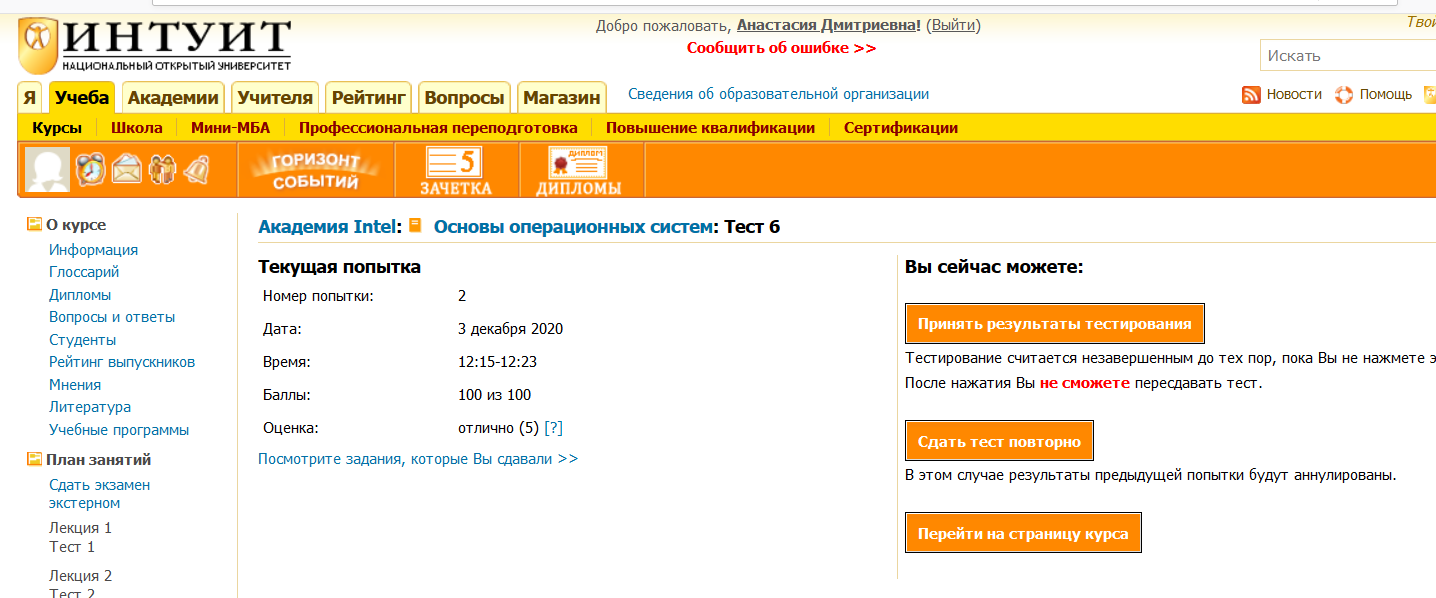 ИНТУИТ
НАЦИОНАЛЬНЫЙ ОТКРЫТЫЙ УНИВЕРСИТЕТ
Добро пожаловать, Анастасия Дмитриевна! (Выйти)
Сообщить об ошибке >>
Искать
Я Учеба Академии Учителя Рейтинг Вопросы Магазин Сведения об образовательной организации
Новости Помощь
Курсы Школа Мини-МБА Профессиональная переподготовка Повышение квалификации Сертификации
ГОРИЗОНТ СОБЫТИЙ
5
ЗАЧЕТКА
ДИПЛОМ
ДИПЛОМЫ
О курсе
Информация
Глоссарий
Дипломы
Вопросы и ответы
Студенты
Рейтинг выпускников
Мнения
Литература
Учебные программы
План занятий
Сдать экзамен
экстерном
Лекция 1
Тест 1
Лекция 2
Тест 2
Академия Intel: Основы операционных систем: Тест 6
Текущая попытка
Номер попытки: 2
Дата: 3 декабря 2020
Время: 12:15-12:23
Баллы: 100 из 100
Оценка: отлично (5) [?]
Посмотрите задания, которые Вы сдавали >>
Вы сейчас можете:
Принять результаты тестирования
Тестирование считается незавершенным до тех пор, пока Вы не нажмете
После нажатия Вы не сможете пересдавать тест.
Сдать тест повторно
В этом случае результаты предыдущей попытки будут аннулированы.
Перейти на страницу курса